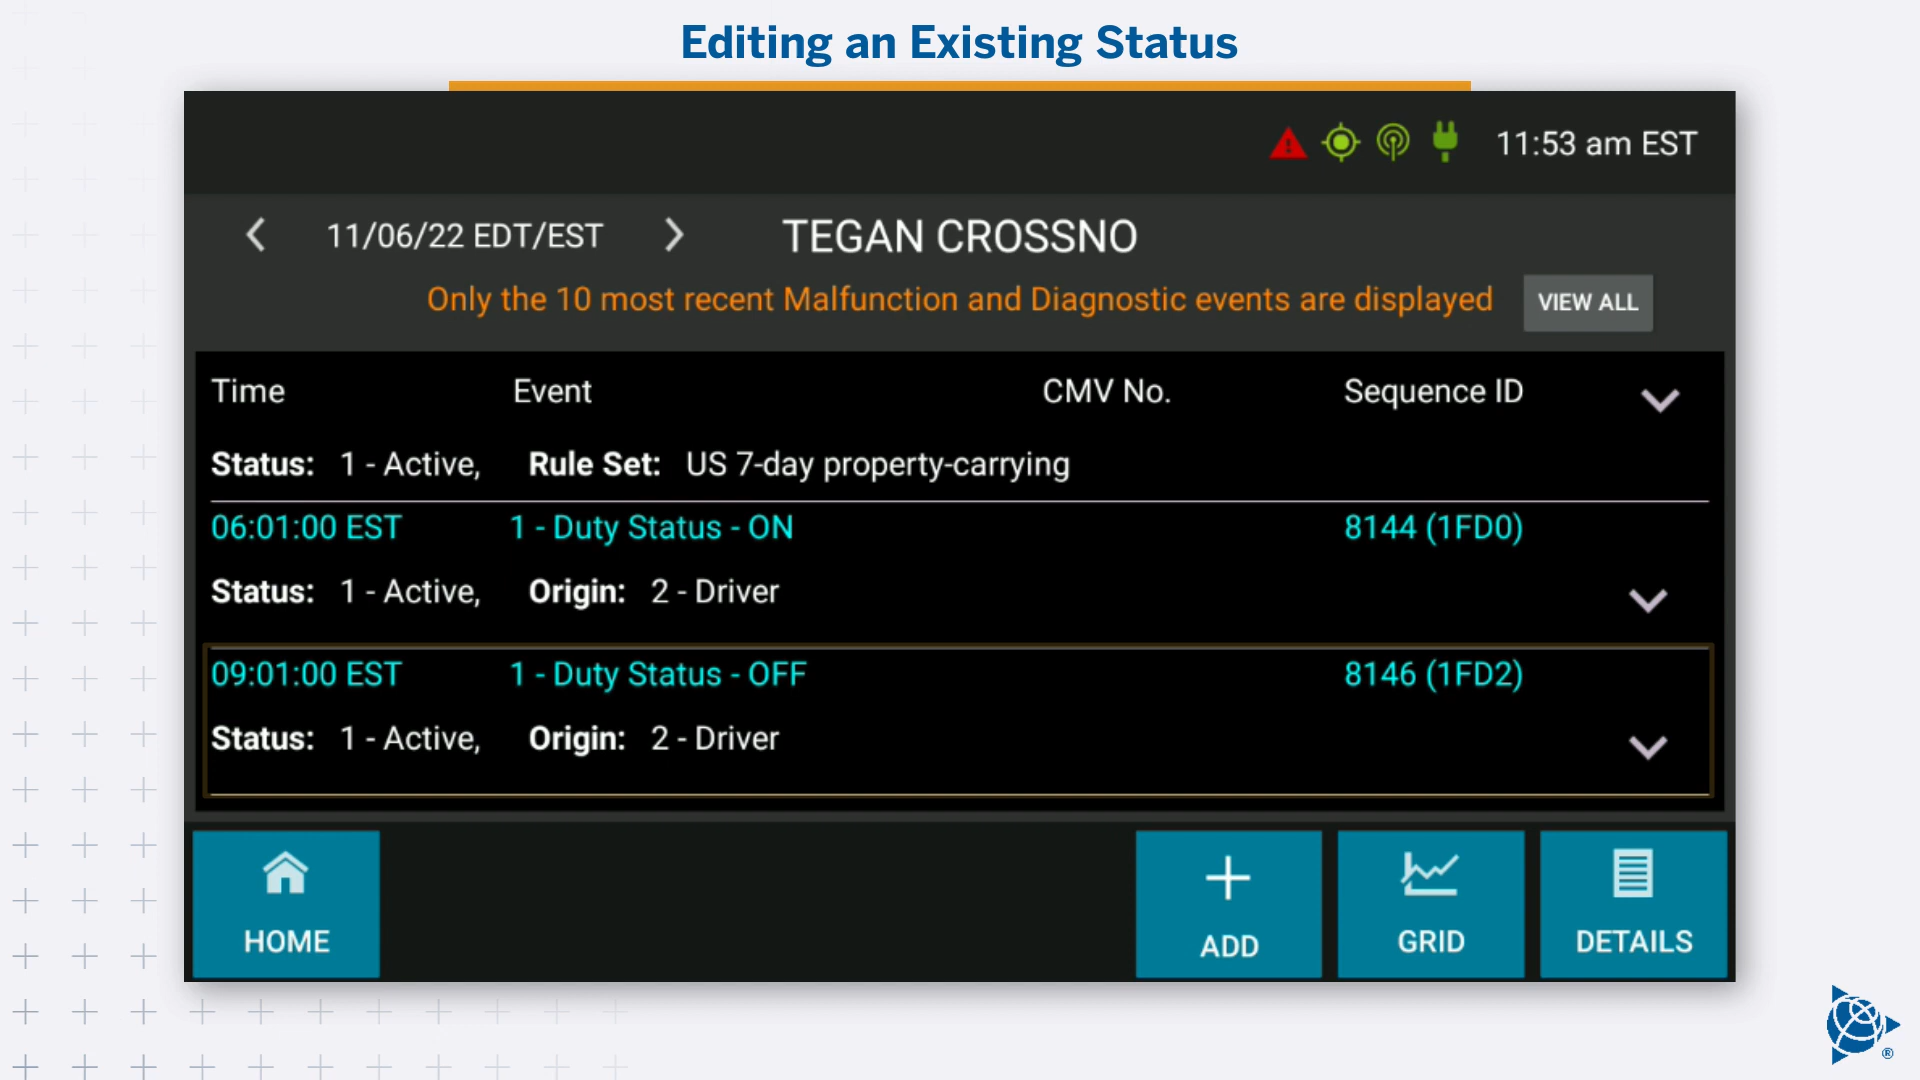 Editing an Existing Status
11:53 am EST
11/06/22 EDT/EST TEGAN CROSSNO
Only the 10 most recent Malfunction and Diagnostic events are displayed VIEW ALL
Time Event CMV No. Sequence ID
Status: 1 - Active, Rule Set: US 7-day property-carrying
06:01:00 EST 1 - Duty Status - ON 8144 (1FD0)
Status: 1 - Active, Origin: 2 - Driver
09:01:00 EST 1 - Duty Status - OFF 8146 (1FD2)
Status: 1 - Active, Origin: 2 - Driver
HOME ADD GRID DETAILS
®